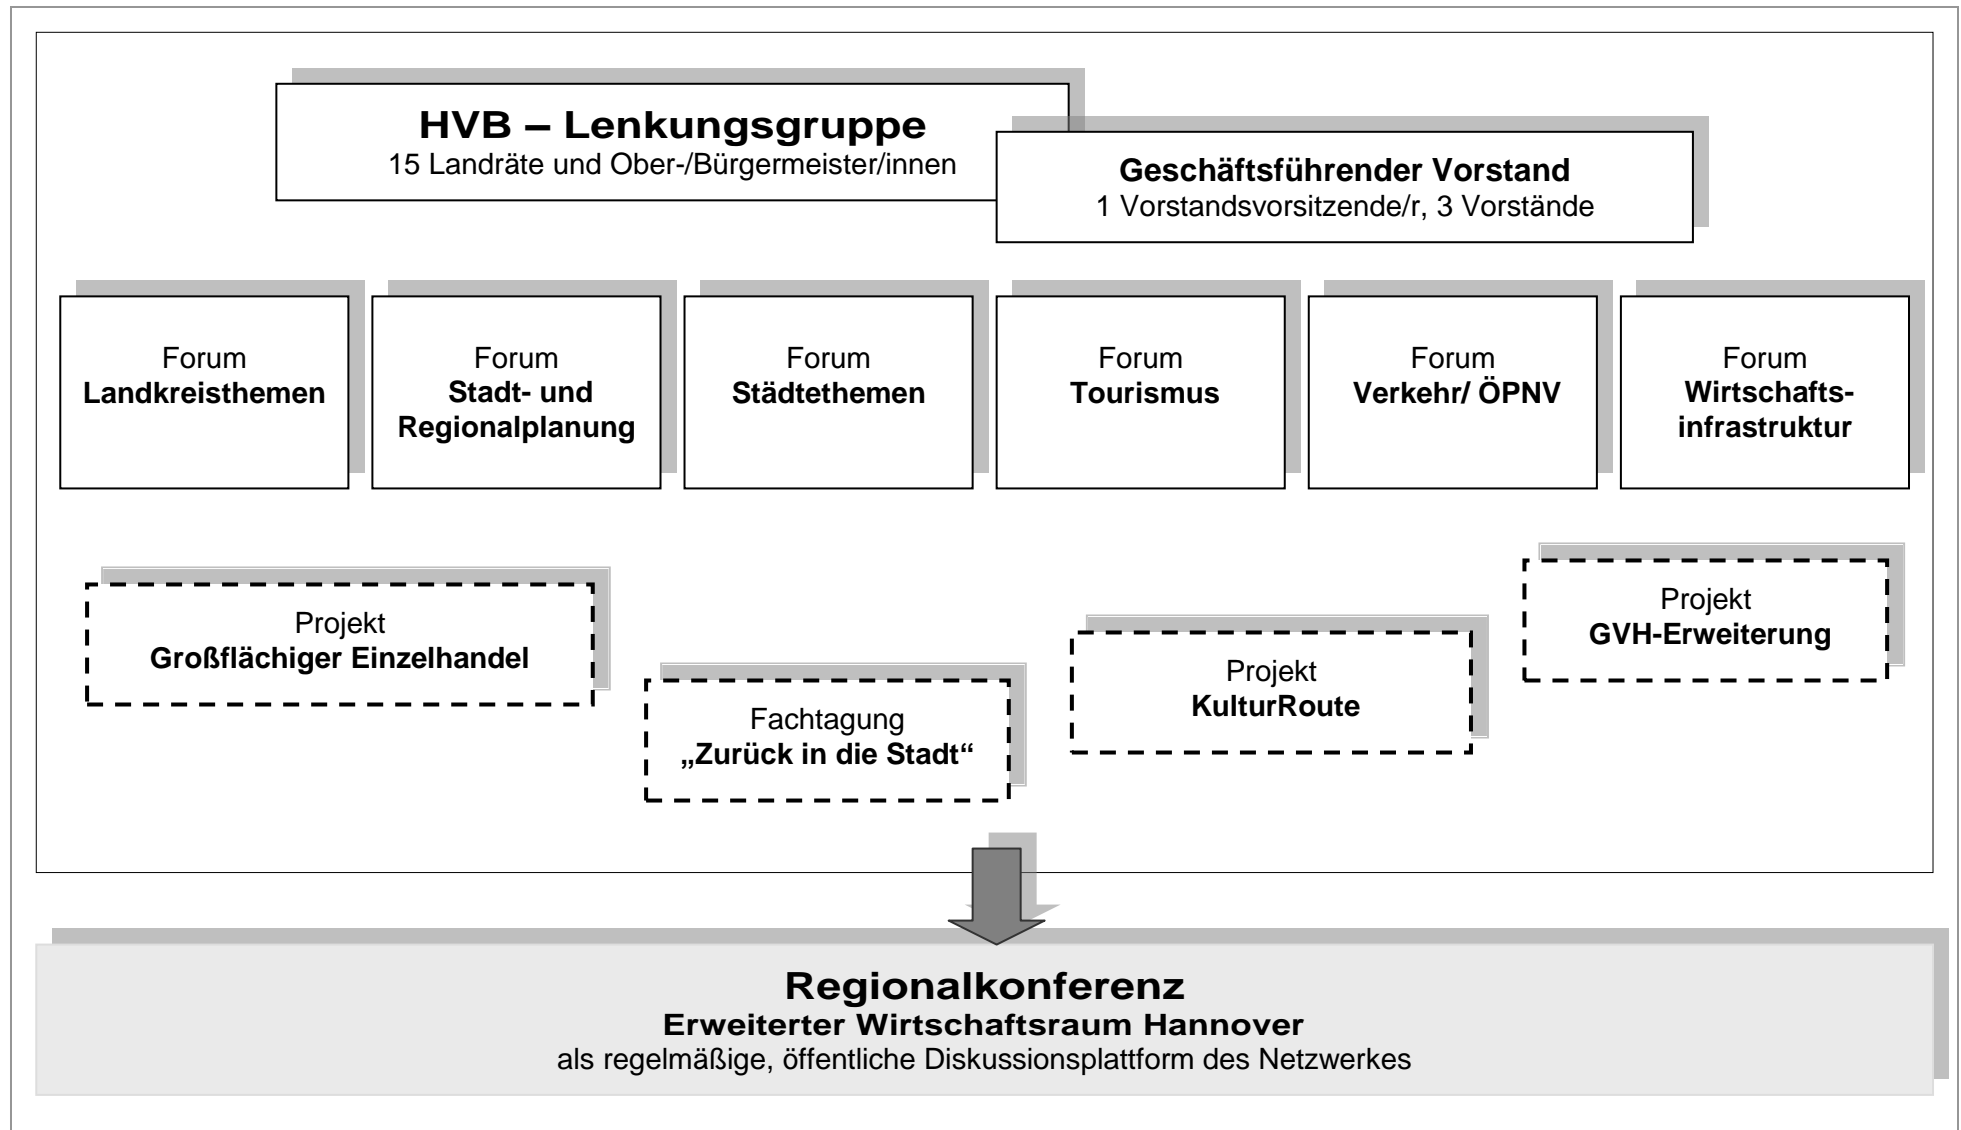 HVB – Lenkungsgruppe
15 Landräte und Ober-/Bürgermeister/innen
Geschäftsführender Vorstand
1 Vorstandsvorsitzende/r, 3 Vorstände
Forum
Landkreisthemen
Forum
Stadt- und
Regionalplanung
Forum
Städtethemen
Forum
Tourismus
Forum
Verkehr/ ÖPNV
Forum
Wirtschafts-
infrastruktur
Projekt
Großflächiger Einzelhandel
Fachtagung
„Zurück in die Stadt“
Projekt
KulturRoute
Projekt
GVH-Erweiterung
Regionalkonferenz
Erweiterter Wirtschaftsraum Hannover
als regelmäßige, öffentliche Diskussionsplattform des Netzwerkes